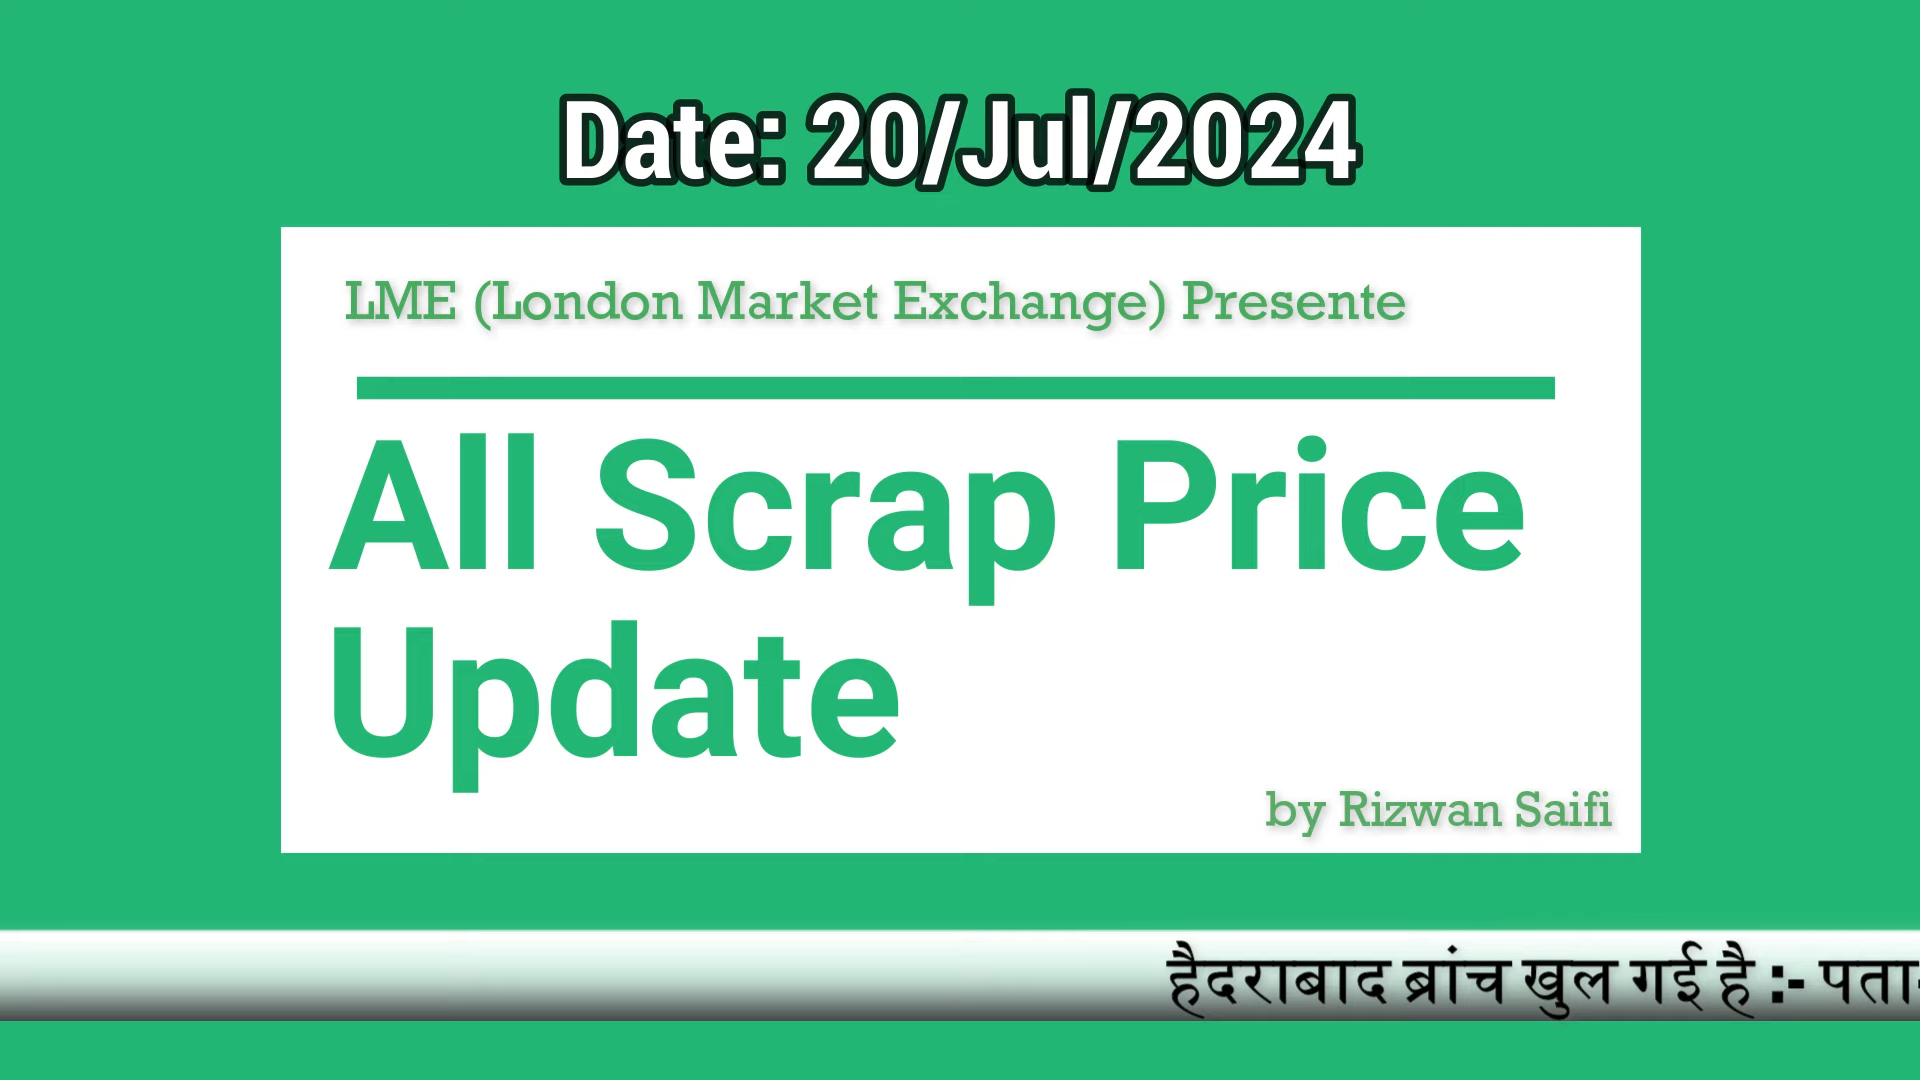 Date: 20/Jul/2024
LME (London Market Exchange) Presente
All Scrap Price
Update
by Rizwan Saifi
हैदराबाद ब्रांच खुल गई है :- पता-